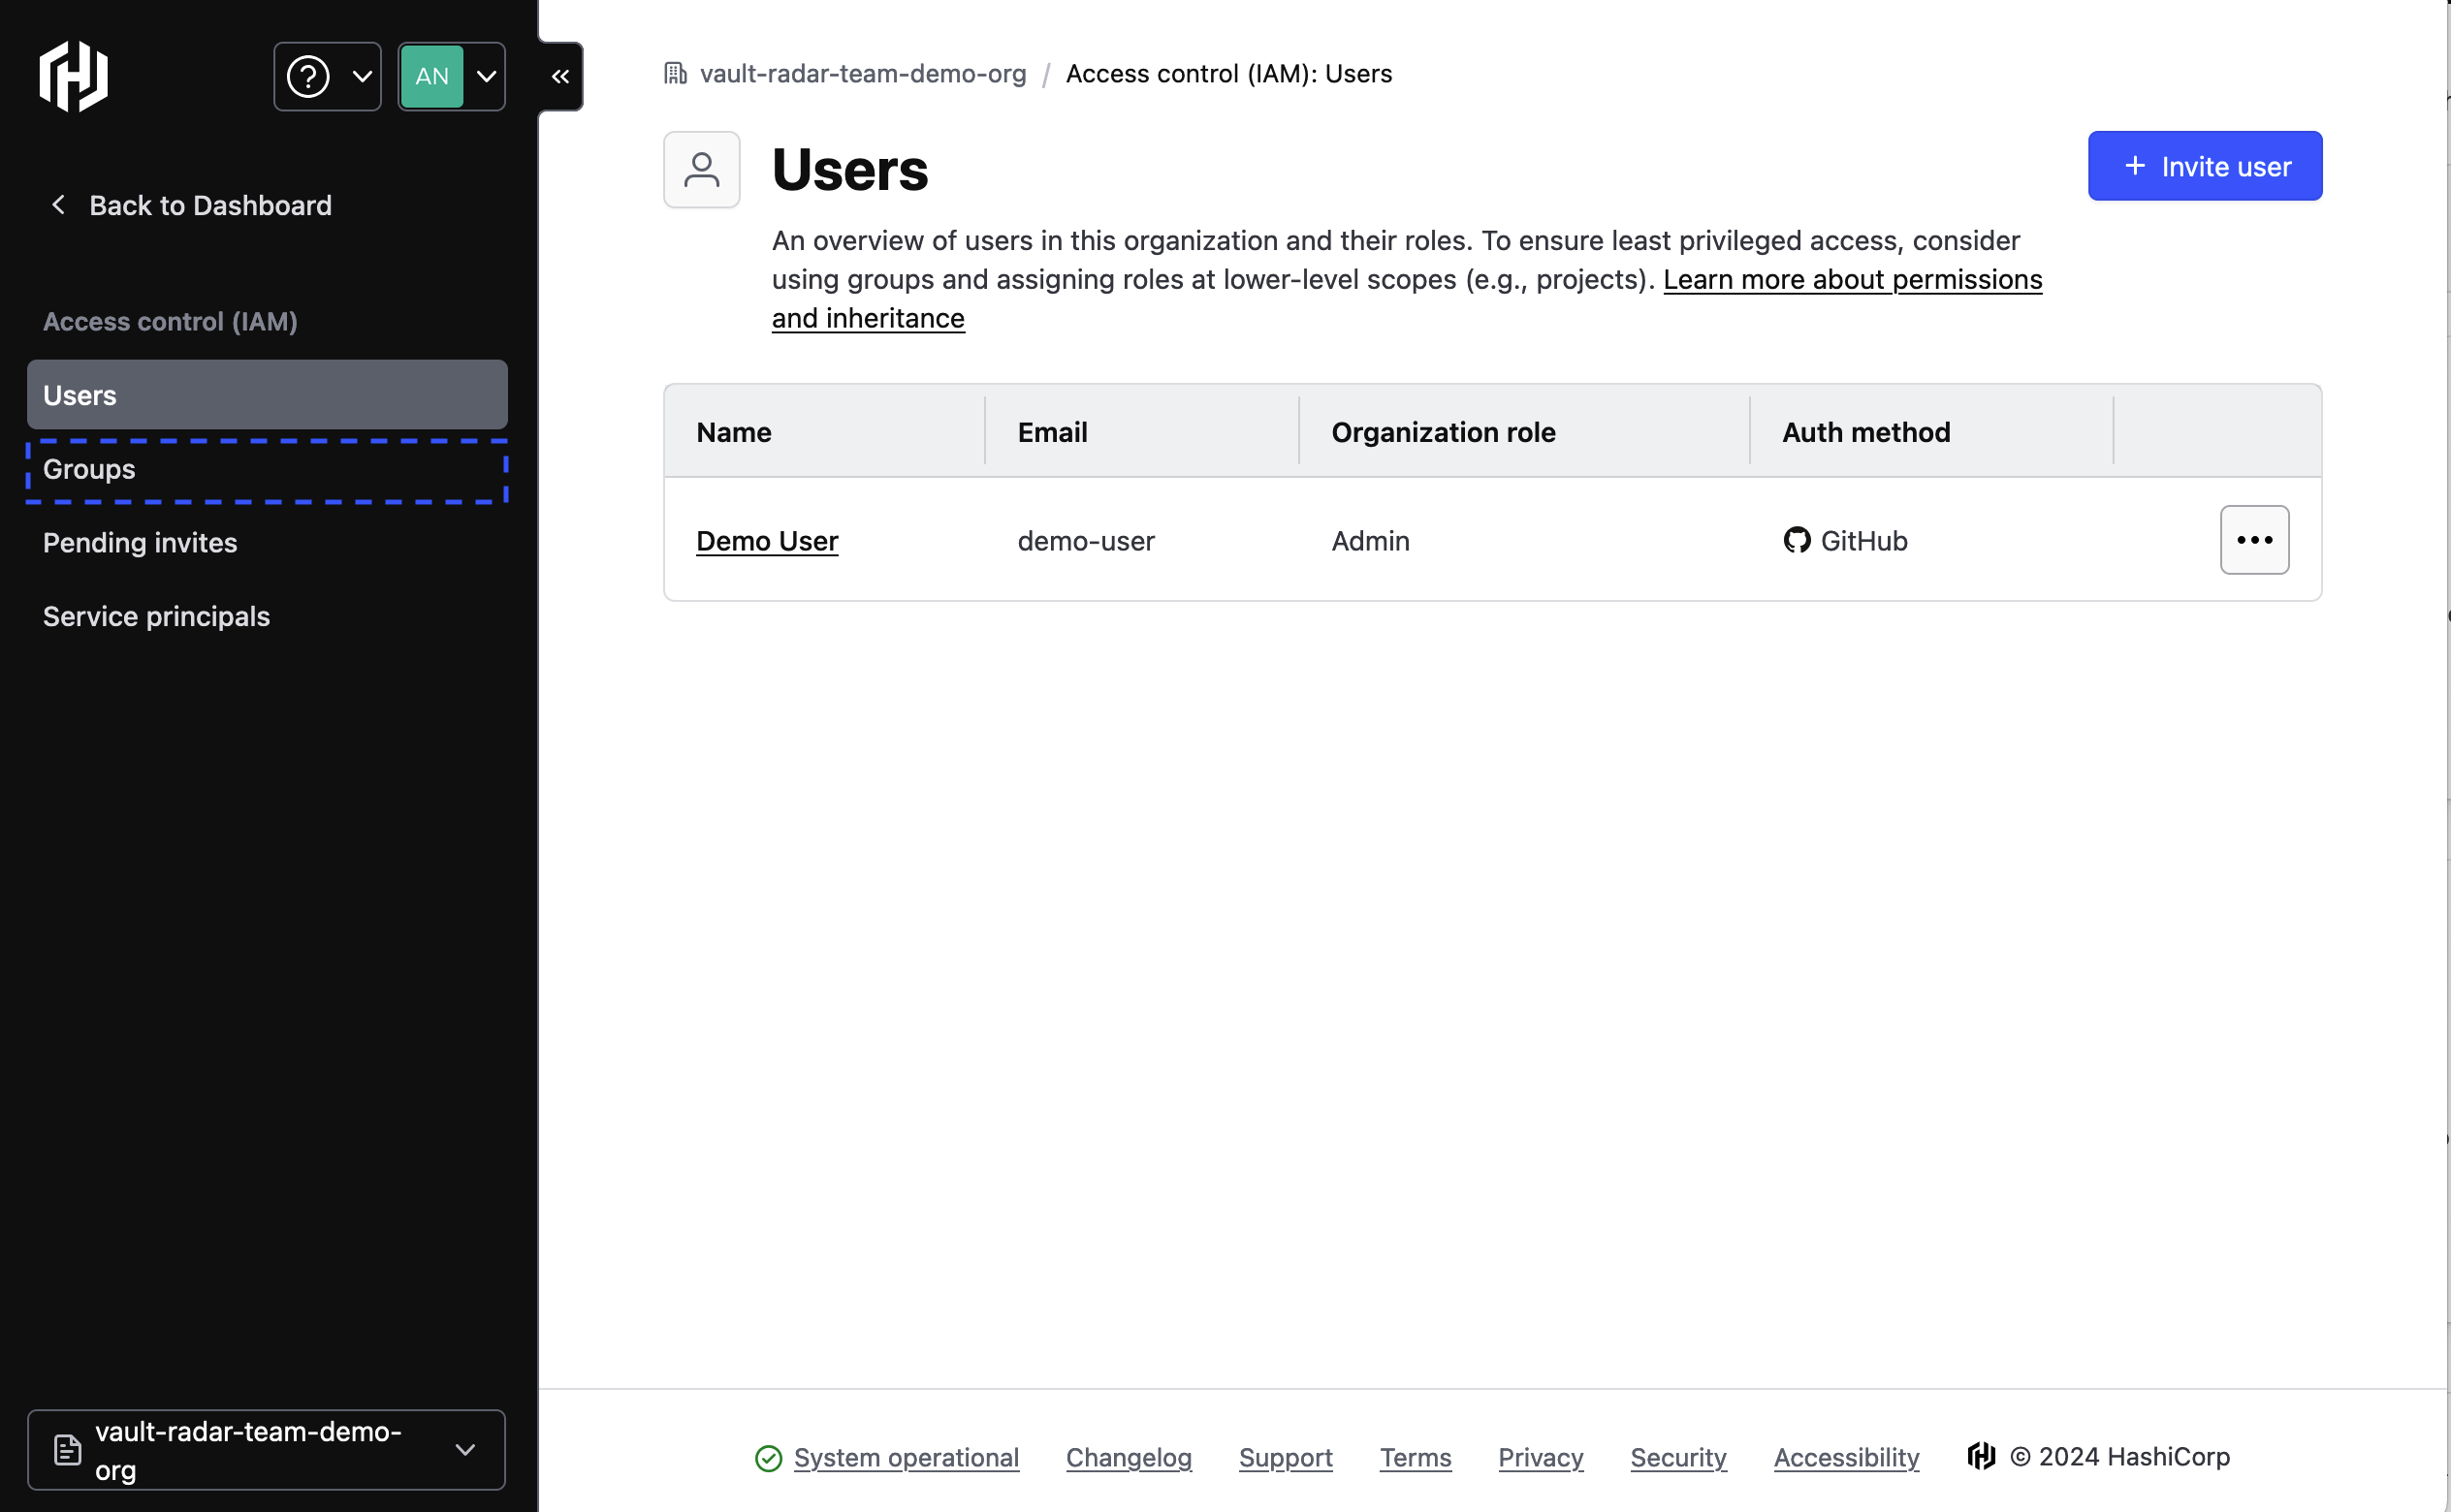 AN
Back to Dashboard
Access control (IAM)
Users
Groups
Pending invites
Service principals
vault-radar-team-demo-
org
vault-radar-team-demo-org / Access control (IAM): Users
Users
+ Invite user
An overview of users in this organization and their roles. To ensure least privileged access, consider
using groups and assigning roles at lower-level scopes (e.g., projects). Learn more about permissions
and inheritance
Name Email Organization role Auth method
Demo User demo-user Admin GitHub
System operational Changelog Support Terms Privacy Security Accessibility © 2024 HashiCorp